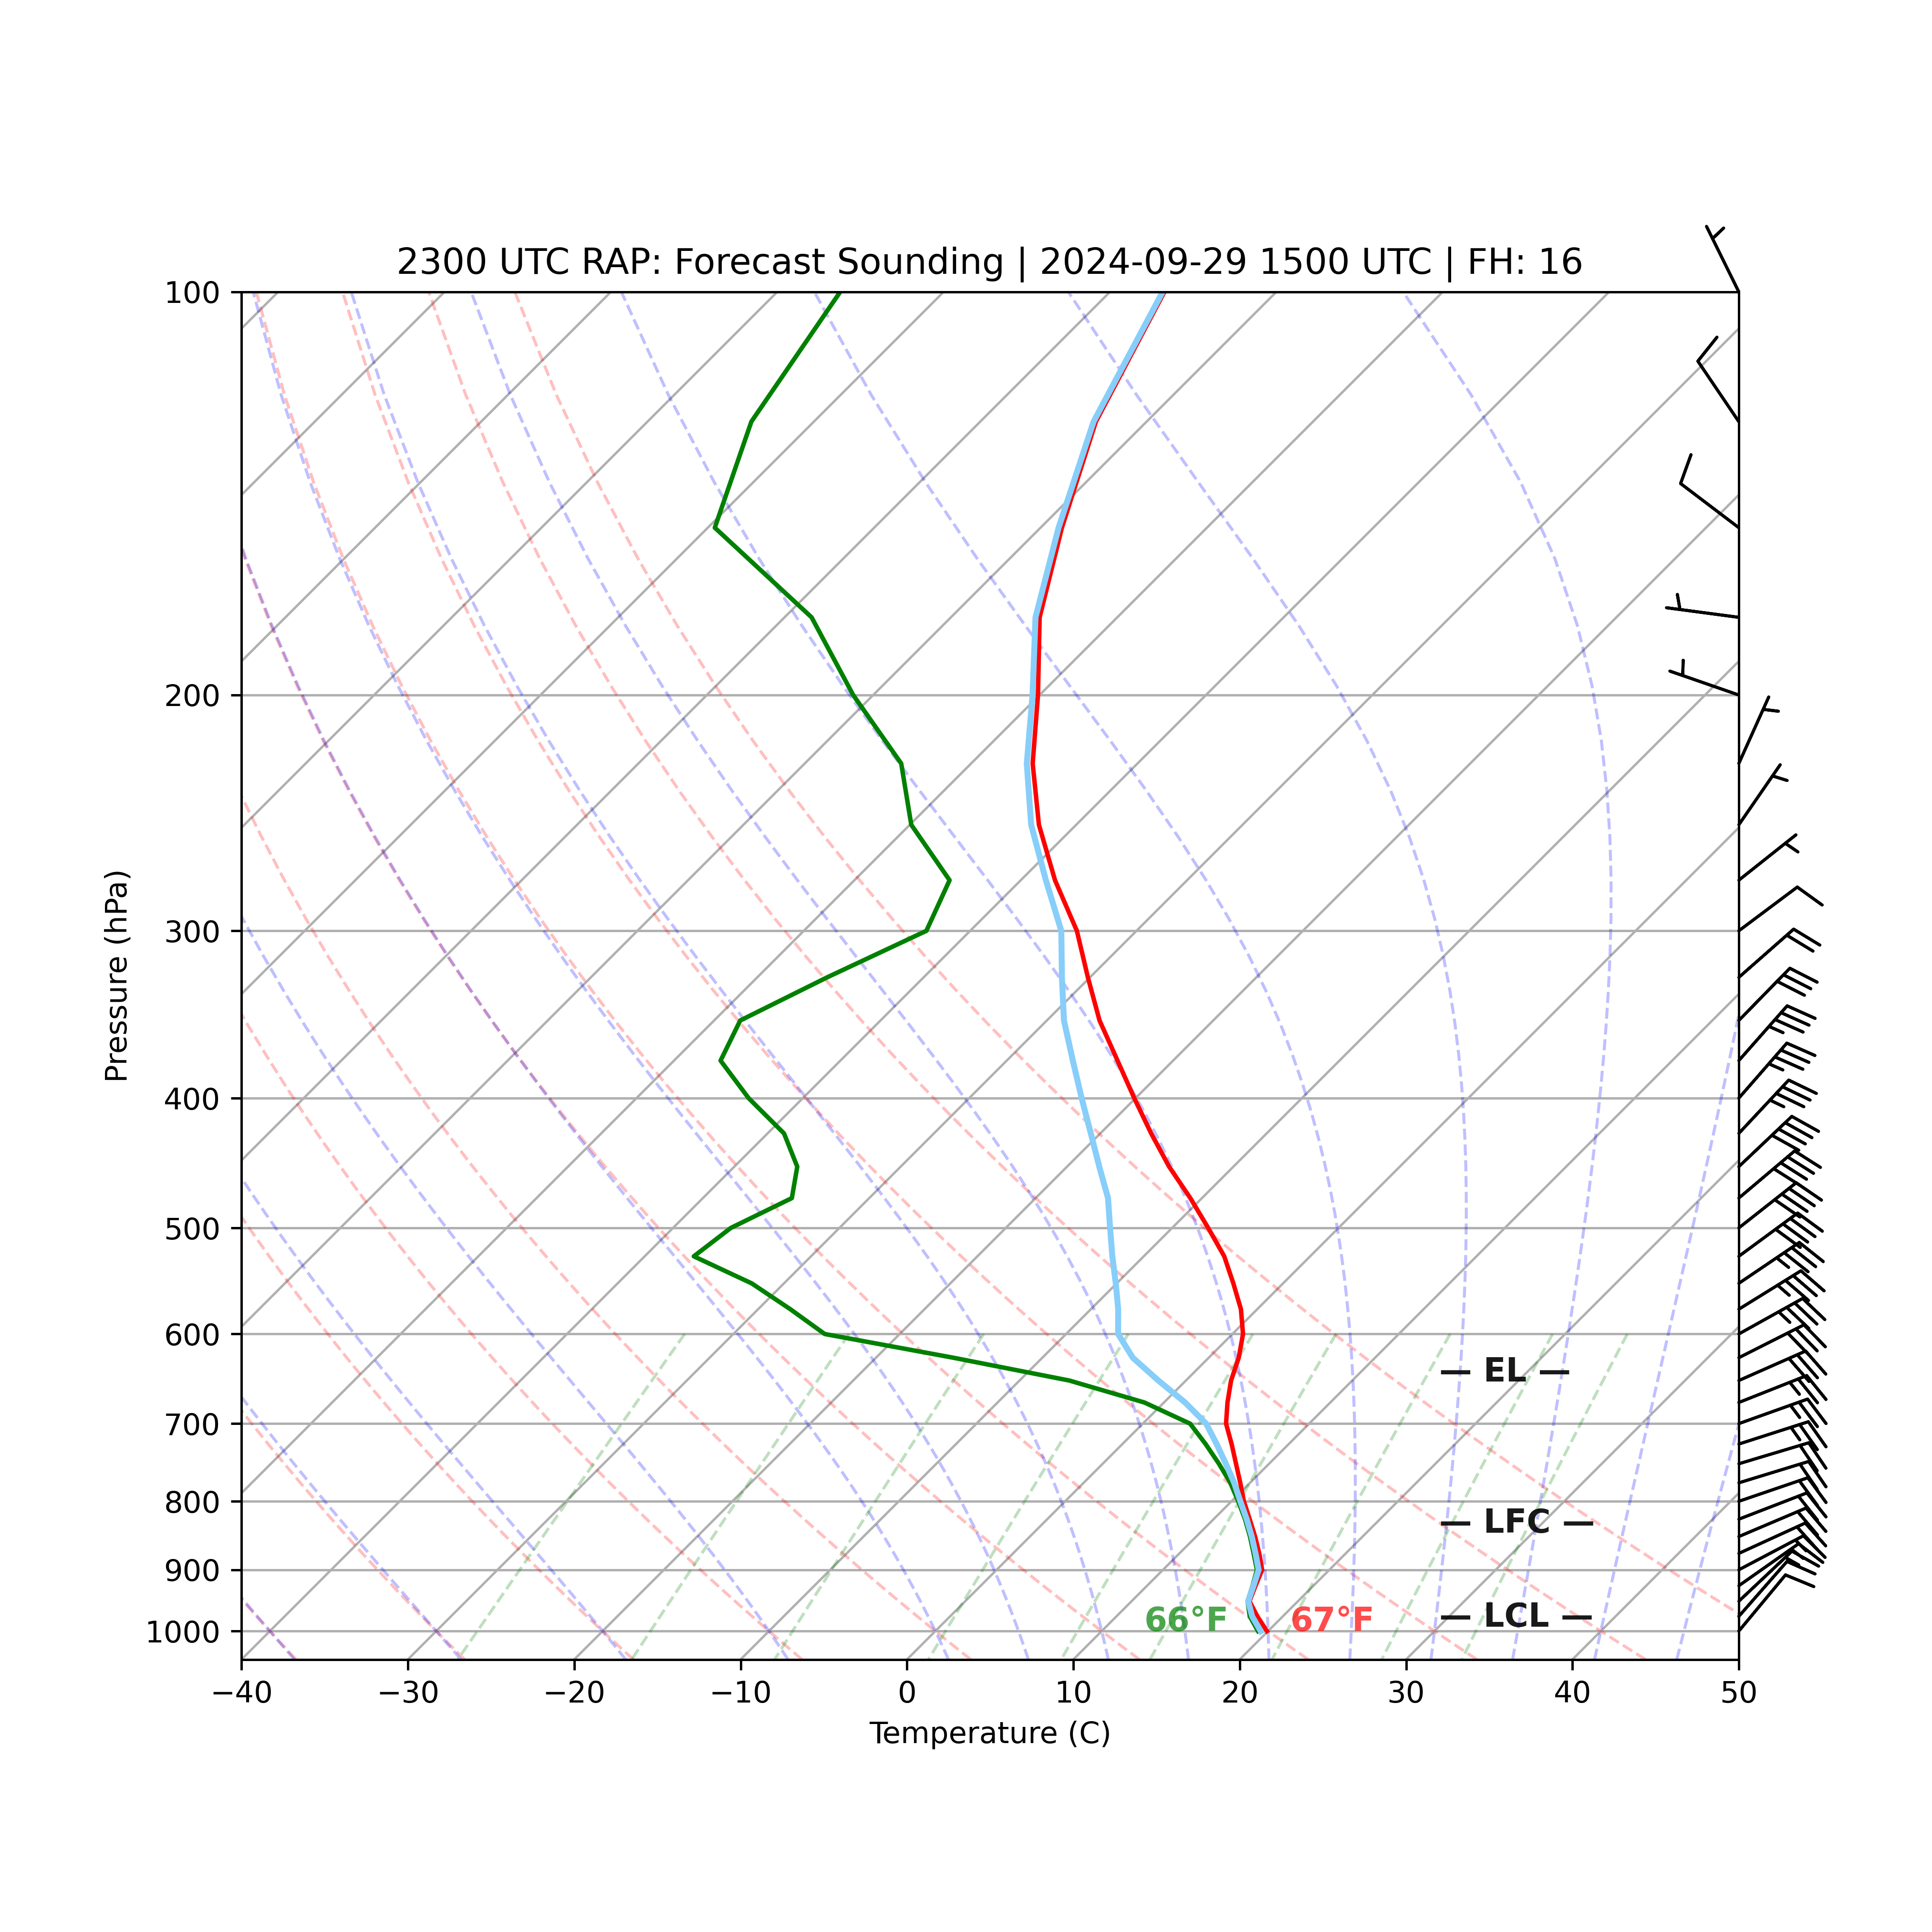 2300 UTC RAP: Forecast Sounding | 2024-09-29 1500 UTC | FH: 16
100
200
300
400
500
600
700
800
900
1000
Pressure (hPa)
— EL —
— LFC —
— LCL —
66°F 67°F
−40 −30 −20 −10 0 10 20 30 40 50
Temperature (C)